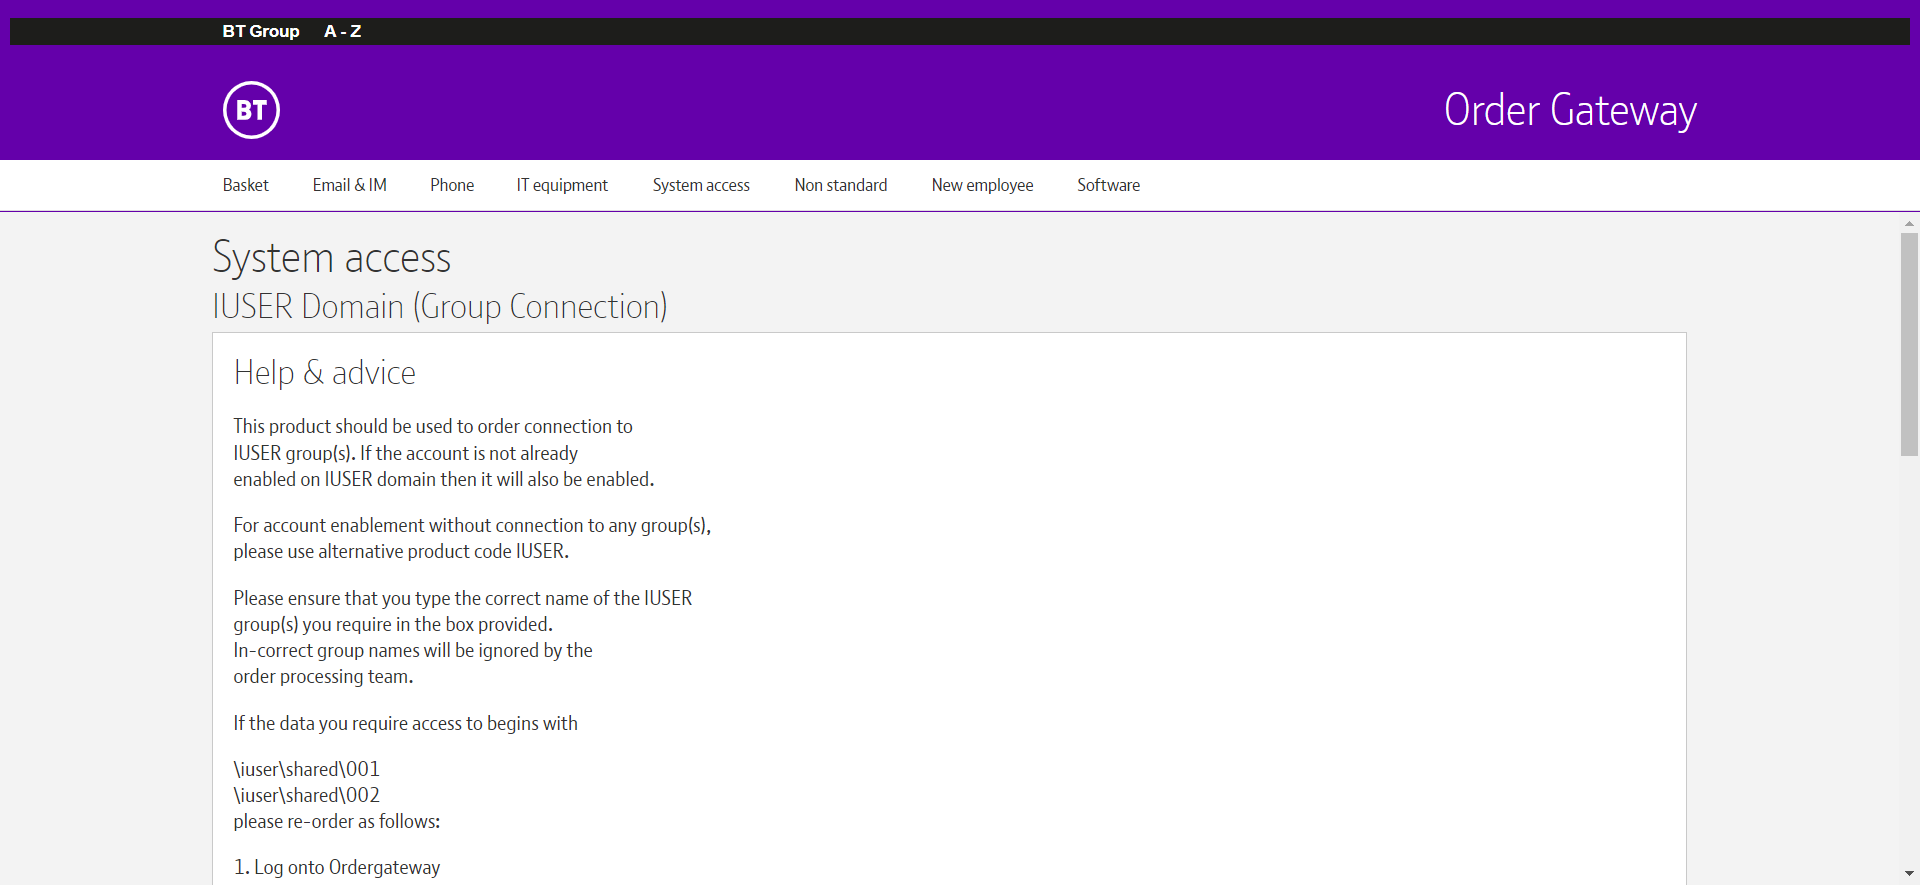 BT Group A - Z
BT
Order Gateway
Basket Email & IM Phone IT equipment System access Non standard New employee Software
System access
IUSER Domain (Group Connection)
Help & advice
This product should be used to order connection to
IUSER group(s). If the account is not already
enabled on IUSER domain then it will also be enabled.
For account enablement without connection to any group(s),
please use alternative product code IUSER.
Please ensure that you type the correct name of the IUSER
group(s) you require in the box provided.
In-correct group names will be ignored by the
order processing team.
If the data you require access to begins with
\iuser\shared\001
\iuser\shared\002
please re-order as follows:
1. Log onto Ordergateway